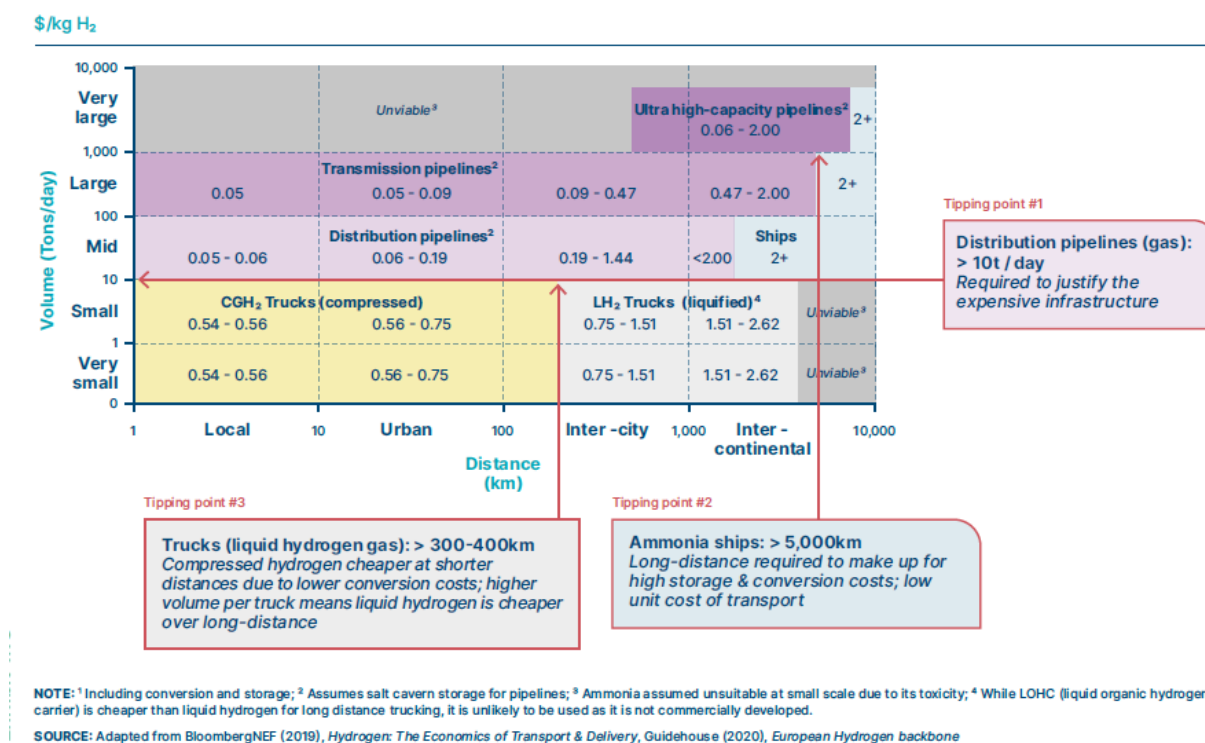 $/kg H₂
10,000
Very
large
Unviable³
Ultra high-capacity pipelines²
0.06 - 2.00
2+
1,000
Large
Transmission pipelines²
0.05
0.05 - 0.09
0.09 - 0.47
0.47 - 2.00
2+
100
Mid
Distribution pipelines²
Ships
0.05 - 0.06
0.06 - 0.19
0.19 - 1.44
<2.00
2+
10
Small
CGH₂ Trucks (compressed)
LH₂ Trucks (liquified)⁴
0.54 - 0.56
0.56 - 0.75
0.75 - 1.51
1.51 - 2.62
Unviable³
1
Very
small
0.54 - 0.56
0.56 - 0.75
0.75 - 1.51
1.51 - 2.62
Unviable³
0
Volume (Tons/day)
1
Local
10
Urban
100
Inter -city
1,000
Inter -
continental
10,000
Distance
(km)
Tipping point #1
Distribution pipelines (gas):
> 10t / day
Required to justify the
expensive infrastructure
Tipping point #3
Trucks (liquid hydrogen gas): > 300-400km
Compressed hydrogen cheaper at shorter
distances due to lower conversion costs; higher
volume per truck means liquid hydrogen is cheaper
over long-distance
Tipping point #2
Ammonia ships: > 5,000km
Long-distance required to make up for
high storage & conversion costs; low
unit cost of transport
NOTE: ¹ Including conversion and storage; ² Assumes salt cavern storage for pipelines; ³ Ammonia assumed unsuitable at small scale due to its toxicity; ⁴ While LOHC (liquid organic hydrogen
carrier) is cheaper than liquid hydrogen for long distance trucking, it is unlikely to be used as it is not commercially developed.
SOURCE: Adapted from BloombergNEF (2019), Hydrogen: The Economics of Transport & Delivery, Guidehouse (2020), European Hydrogen backbone